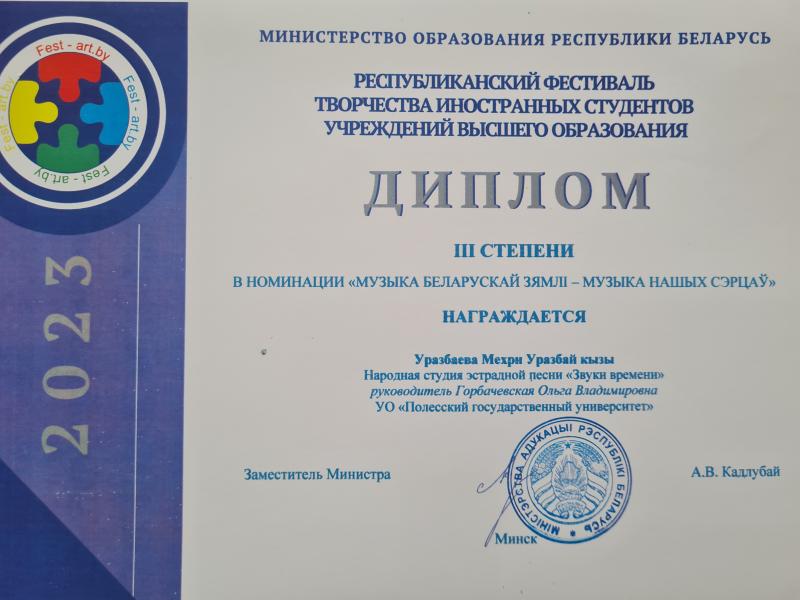 Fest - art.by
Fest - art.by
Fest - art.by
Fest - art.by
2023
МИНИСТЕРСТВО ОБРАЗОВАНИЯ РЕСПУБЛИКИ БЕЛАРУСЬ
РЕСПУБЛИКАНСКИЙ ФЕСТИВАЛЬ
ТВОРЧЕСТВА ИНОСТРАННЫХ СТУДЕНТОВ
УЧРЕЖДЕНИЙ ВЫСШЕГО ОБРАЗОВАНИЯ
ДИПЛОМ
III СТЕПЕНИ
В НОМИНАЦИИ «МУЗЫКА БЕЛАРУСКАЙ ЗЯМЛІ – МУЗЫКА НАШЫХ СЭРЦАЎ»
НАГРАЖДАЕТСЯ
Уразбаева Мехри Уразбай кызы
Народная студия эстрадной песни «Звуки времени»
руководитель Горбачевская Ольга Владимировна
УО «Полесский государственный университет»
Заместитель Министра
А.В. Кадлубай
МІНІСТЭРСТВА АДУКАЦЫІ РЭСПУБЛІКІ БЕЛАРУСЬ
Минск